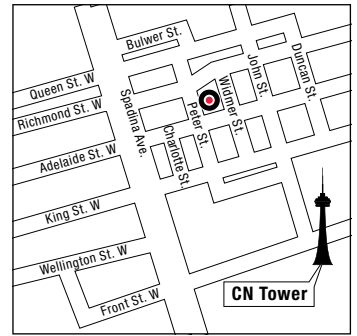 Bulwer St.
Queen St. W
Richmond St. W
Adelaide St. W
King St. W
Wellington St. W
Front St. W
Spadina Ave.
Charlotte St.
Peter St.
Widmer St.
John St.
Duncan St.
CN Tower